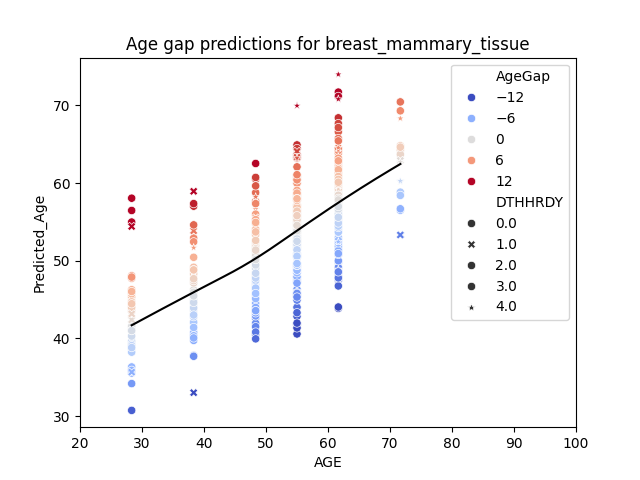 Age gap predictions for breast_mammary_tissue
Predicted_Age
70
60
50
40
30
20 30 40 50 60 70 80 90 100
AGE
AgeGap
−12
−6
0
6
12
DTHHRDY
0.0
1.0
2.0
3.0
4.0